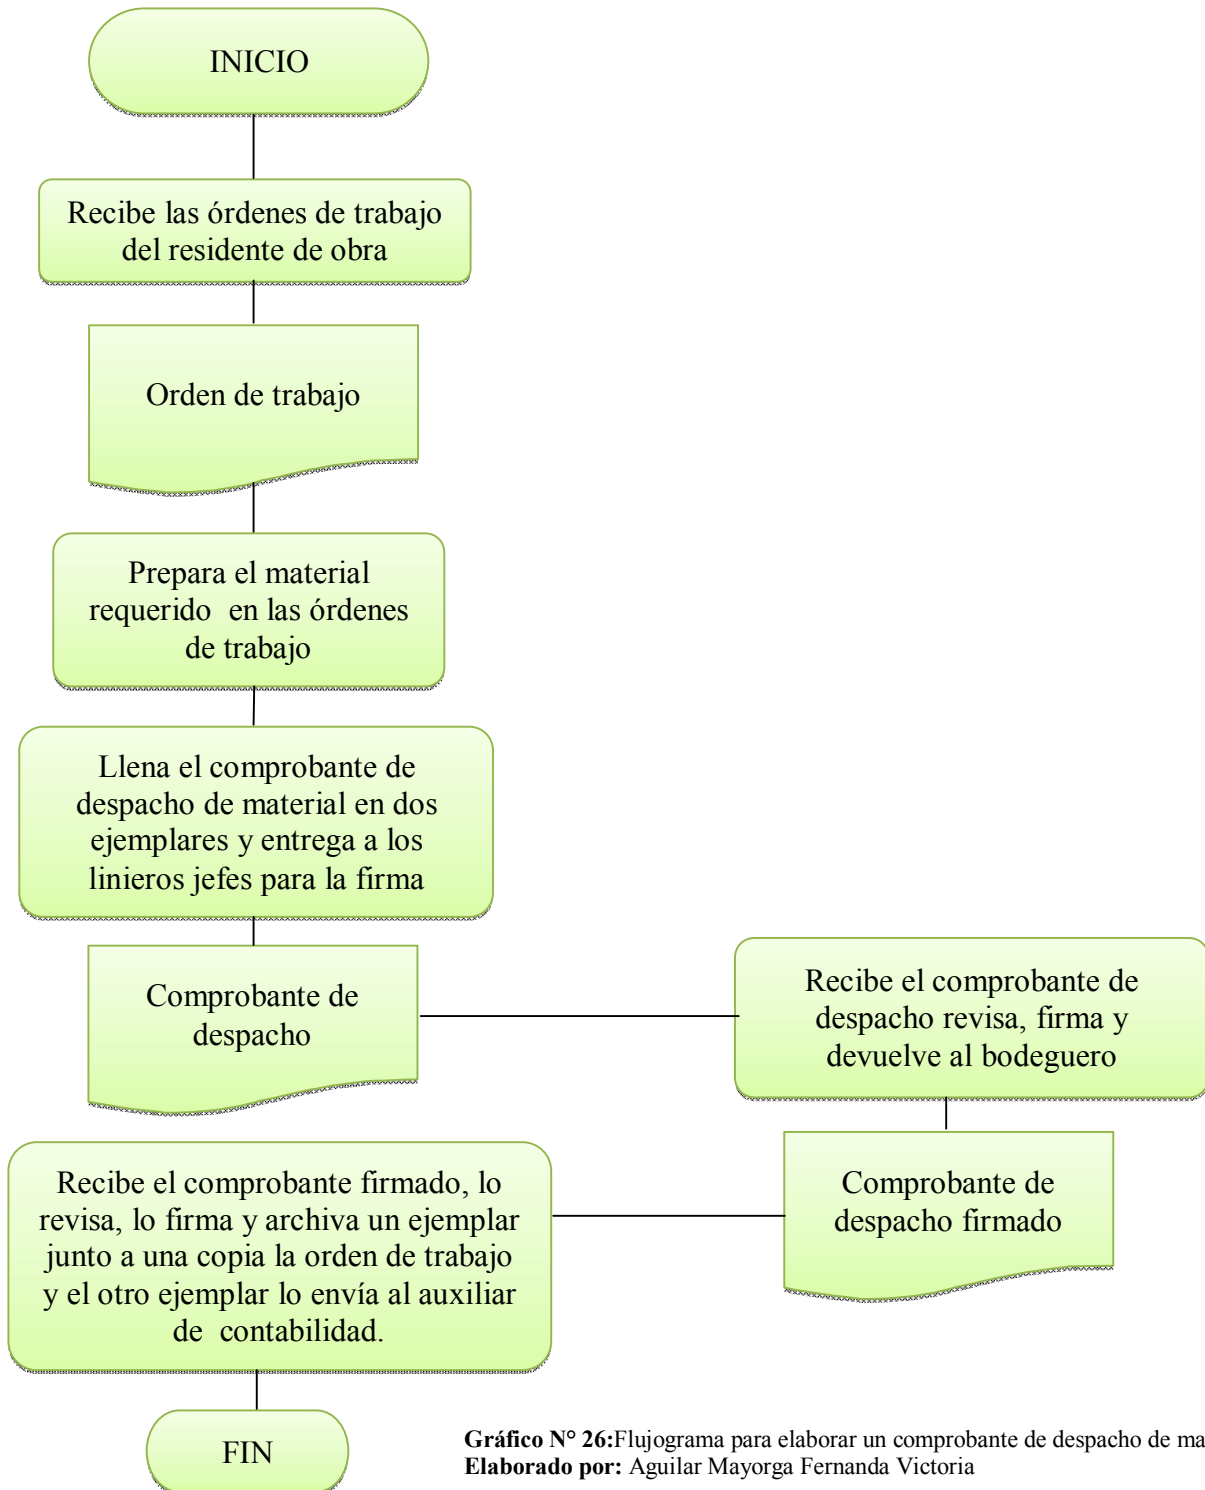 INICIO
Recibe las órdenes de trabajo
del residente de obra
Orden de trabajo
Prepara el material
requerido en las órdenes
de trabajo
Llena el comprobante de
despacho de material en dos
ejemplares y entrega a los
linieros jefes para la firma
Comprobante de
despacho
Recibe el comprobante de
despacho revisa, firma y
devuelve al bodeguero
Comprobante de
despacho firmado
Recibe el comprobante firmado, lo
revisa, lo firma y archiva un ejemplar
junto a una copia la orden de trabajo
y el otro ejemplar lo envía al auxiliar
de contabilidad.
FIN
Gráfico N° 26:Flujograma para elaborar un comprobante de despacho de ma
Elaborado por: Aguilar Mayorga Fernanda Victoria